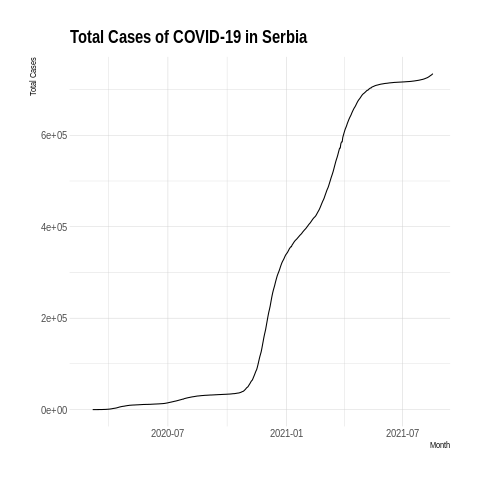 Total Cases of COVID-19 in Serbia
Total Cases
6e+05
4e+05
2e+05
0e+00
2020-07 2021-01 2021-07
Month